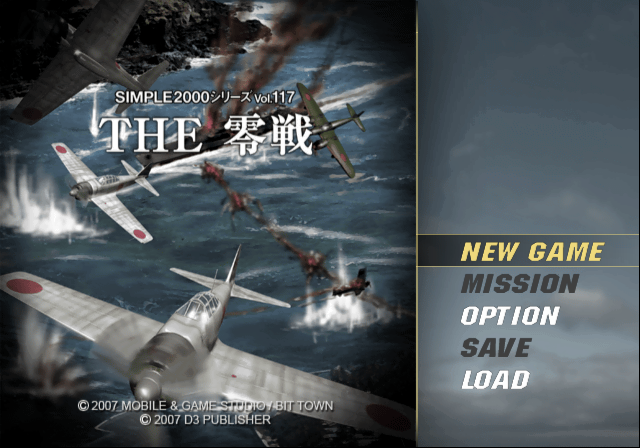 SIMPLE2000シリーズ Vol.117
THE 零戦
NEW GAME
MISSION
OPTION
SAVE
LOAD
© 2007 MOBILE & GAME STUDIO / BIT TOWN
© 2007 D3 PUBLISHER